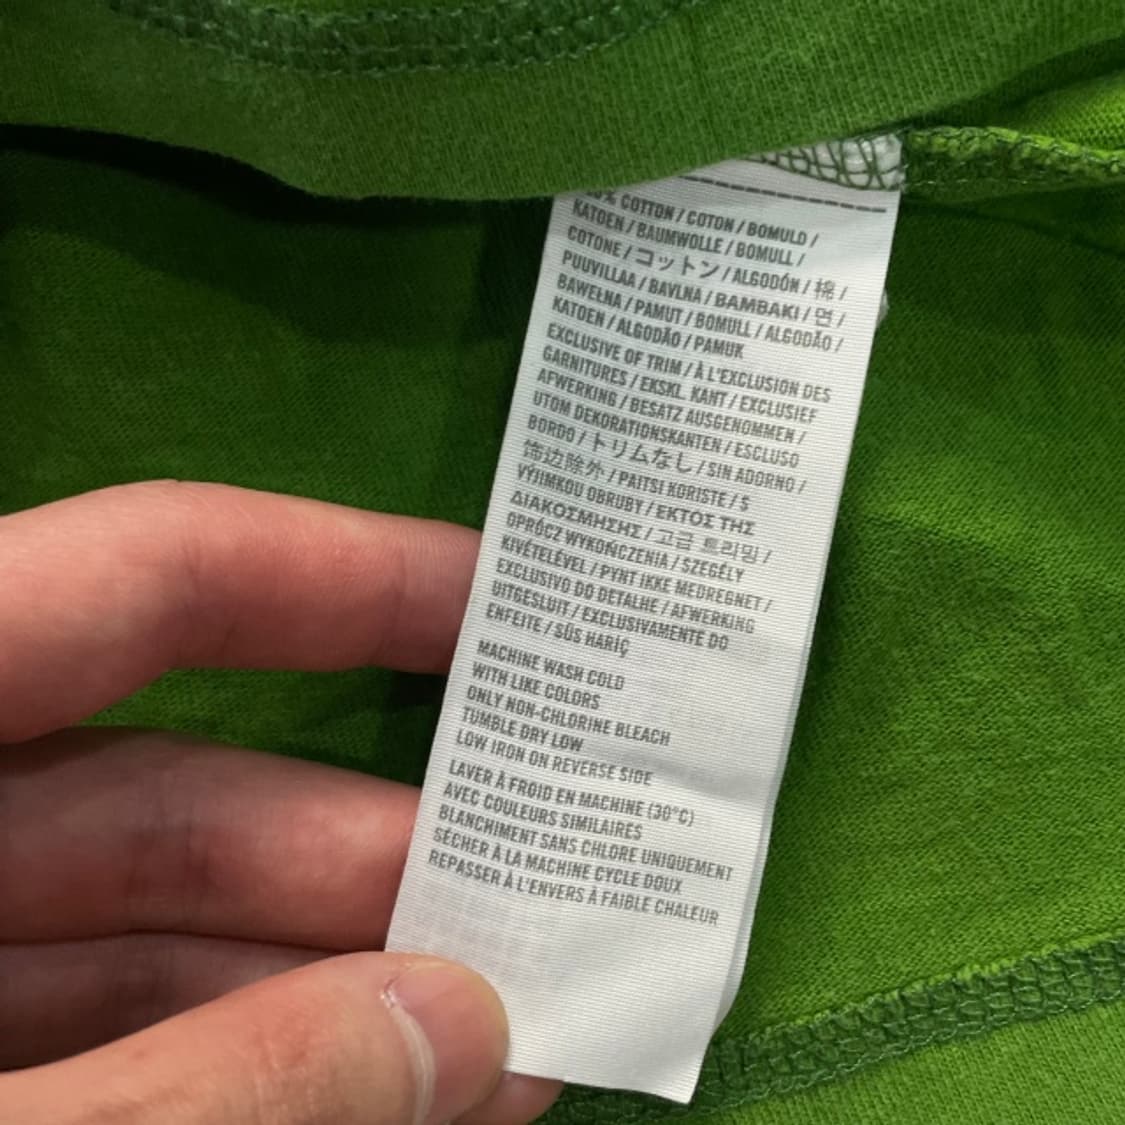 % COTTON / COTON / BOMULD /
KATOEN / BAUMWOLLE / BOMULL /
COTONE / コットン / ALGODÓN / 棉 /
PUUVILLAA / BAVLNA / ΒΑΜΒΑΚΙ / 면 /
BAWEŁNA / PAMUT / BOMULL / ALGODÃO /
KATOEN / ALGODÃO / PAMUK
EXCLUSIVE OF TRIM / À L'EXCLUSION DES
GARNITURES / EKSKL. KANT / EXCLUSIEF
AFWERKING / BESATZ AUSGENOMMEN /
UTOM DEKORATIONSKANTEN / ESCLUSO
BORDO / トリムなし / SIN ADORNO /
饰边除外 / PAITSI KORISTE / S
VÝJIMKOU OBRUBY / ΕΚΤΟΣ ΤΗΣ
ΔΙΑΚΟΣΜΗΣΗΣ / 고급 트리밍 /
OPRÓCZ WYKOŃCZENIA / SZEGÉLY
KIVÉTELÉVEL / PYNT IKKE MEDREGNET /
EXCLUSIVO DO DETALHE / AFWERKING
UITGESLUIT / EXCLUSIVAMENTE DO
ENFEITE / SÜS HARİÇ
MACHINE WASH COLD
WITH LIKE COLORS
ONLY NON-CHLORINE BLEACH
TUMBLE DRY LOW
LOW IRON ON REVERSE SIDE
LAVER À FROID EN MACHINE (30°C)
AVEC COULEURS SIMILAIRES
BLANCHIMENT SANS CHLORE UNIQUEMENT
SÉCHER À LA MACHINE CYCLE DOUX
REPASSER À L'ENVERS À FAIBLE CHALEUR